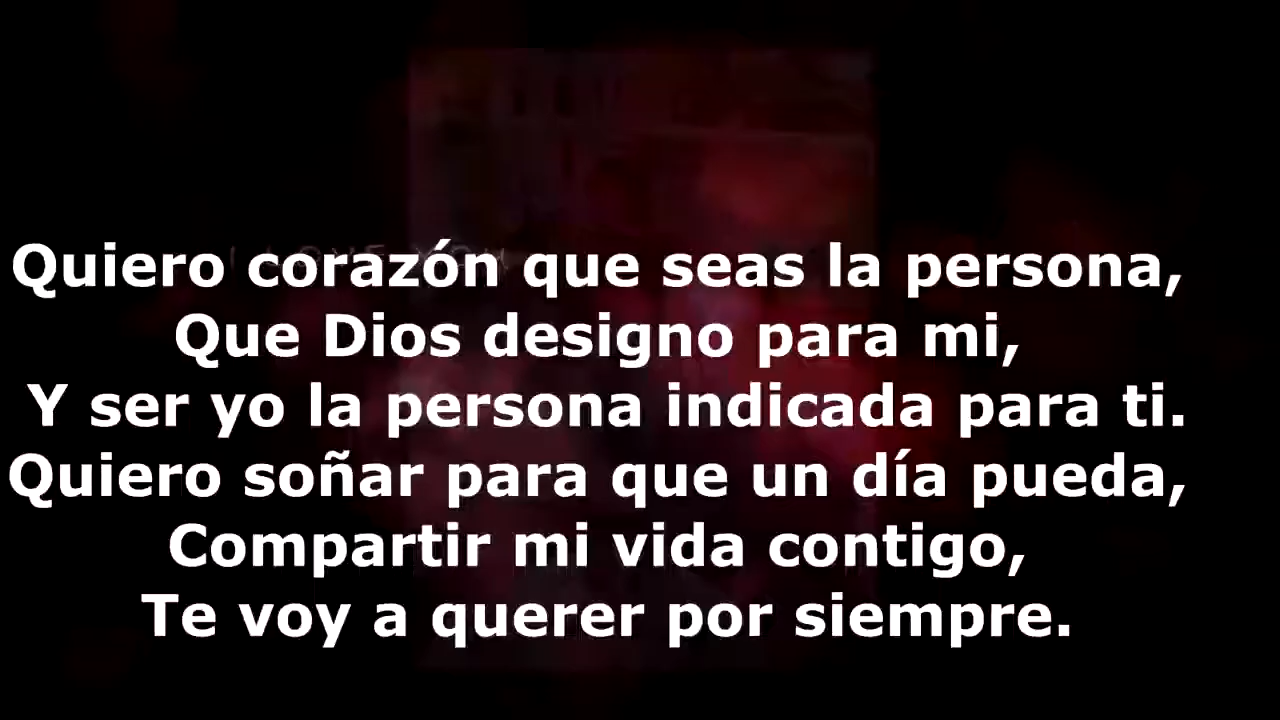 Quiero corazón que seas la persona,
Que Dios designo para mi,
Y ser yo la persona indicada para ti.
Quiero soñar para que un día pueda,
Compartir mi vida contigo,
Te voy a querer por siempre.